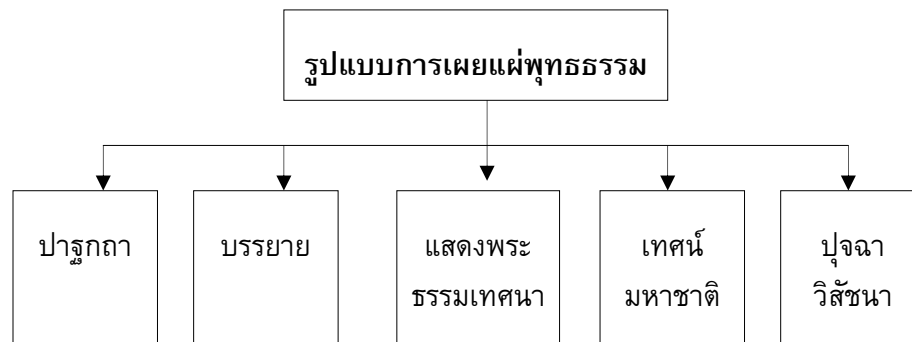 รูปแบบการเผยแผ่พุทธธรรม
ปาฐกถา
บรรยาย
แสดงพระ
ธรรมเทศนา
เทศน์
มหาชาติ
ปุจฉา
วิสัชนา